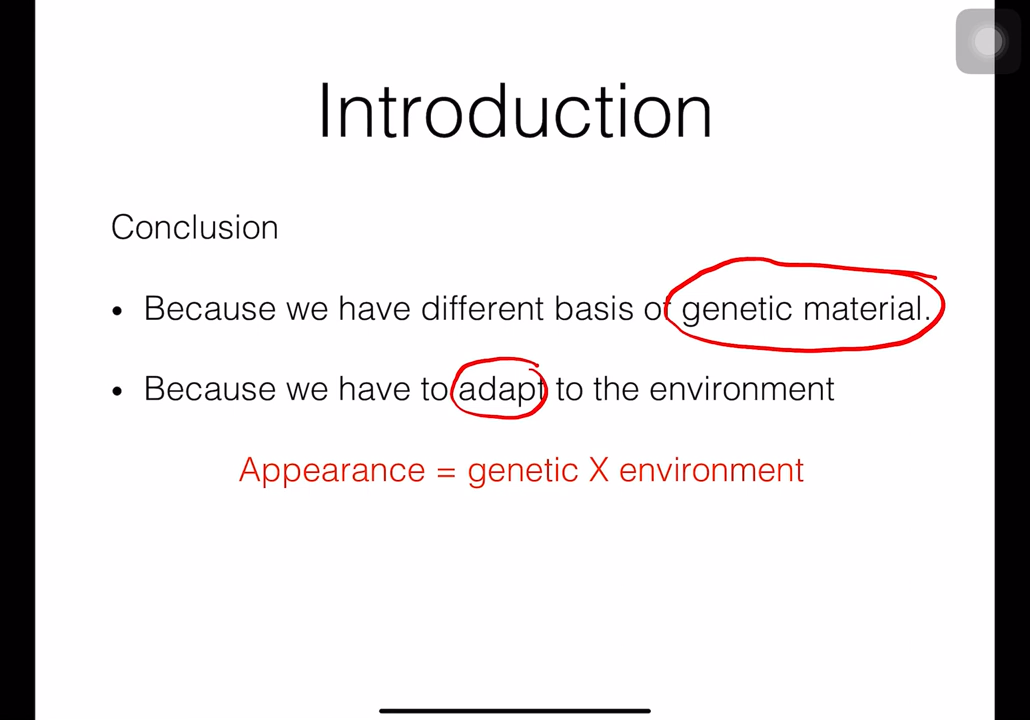 Introduction
Conclusion
• Because we have different basis of genetic material.
• Because we have to adapt to the environment
Appearance = genetic X environment